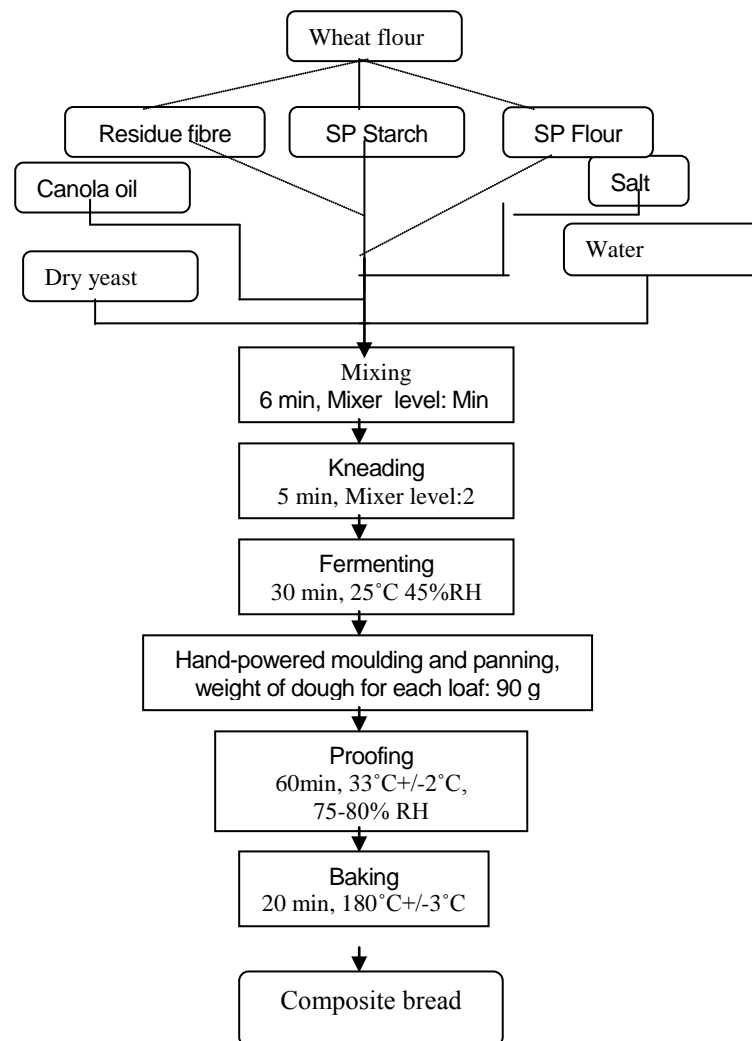 Wheat flour
Residue fibre
SP Starch
SP Flour
Canola oil
Salt
Dry yeast
Water
Mixing
6 min, Mixer level: Min
Kneading
5 min, Mixer level:2
Fermenting
30 min, 25˚C 45%RH
Hand-powered moulding and panning,
weight of dough for each loaf: 90 g
Proofing
60min, 33˚C+/-2˚C,
75-80% RH
Baking
20 min, 180˚C+/-3˚C
Composite bread